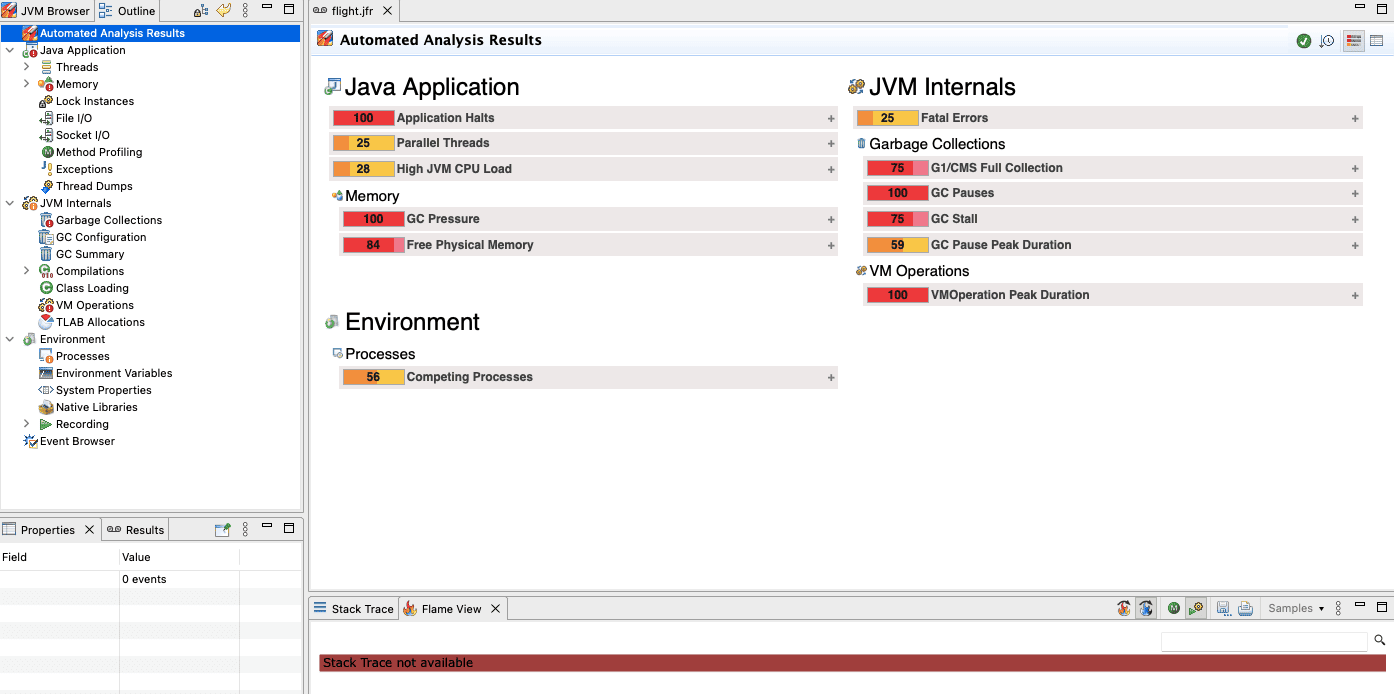 JVM Browser
Outline
Automated Analysis Results
Java Application
Threads
Memory
Lock Instances
File I/O
Socket I/O
Method Profiling
Exceptions
Thread Dumps
JVM Internals
Garbage Collections
GC Configuration
GC Summary
Compilations
Class Loading
VM Operations
TLAB Allocations
Environment
Processes
Environment Variables
System Properties
Native Libraries
Recording
Event Browser
Properties
Results
Field Value
0 events
flight.jfr
Automated Analysis Results
Java Application
100 Application Halts +
25 Parallel Threads +
28 High JVM CPU Load +
Memory
100 GC Pressure +
84 Free Physical Memory +
Environment
Processes
56 Competing Processes +
JVM Internals
25 Fatal Errors +
Garbage Collections
75 G1/CMS Full Collection +
100 GC Pauses +
75 GC Stall +
59 GC Pause Peak Duration +
VM Operations
100 VMOperation Peak Duration +
Stack Trace
Flame View
Samples
Stack Trace not available